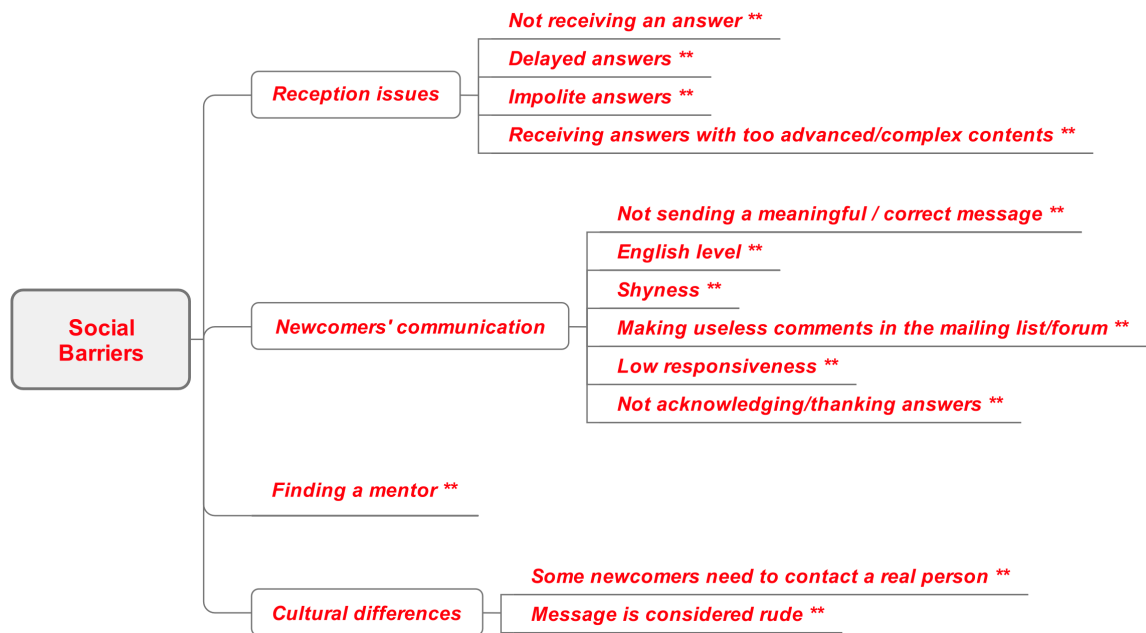 Social
Barriers
Reception issues
Not receiving an answer **
Delayed answers **
Impolite answers **
Receiving answers with too advanced/complex contents **
Newcomers' communication
Not sending a meaningful / correct message **
English level **
Shyness **
Making useless comments in the mailing list/forum **
Low responsiveness **
Not acknowledging/thanking answers **
Finding a mentor **
Cultural differences
Some newcomers need to contact a real person **
Message is considered rude **